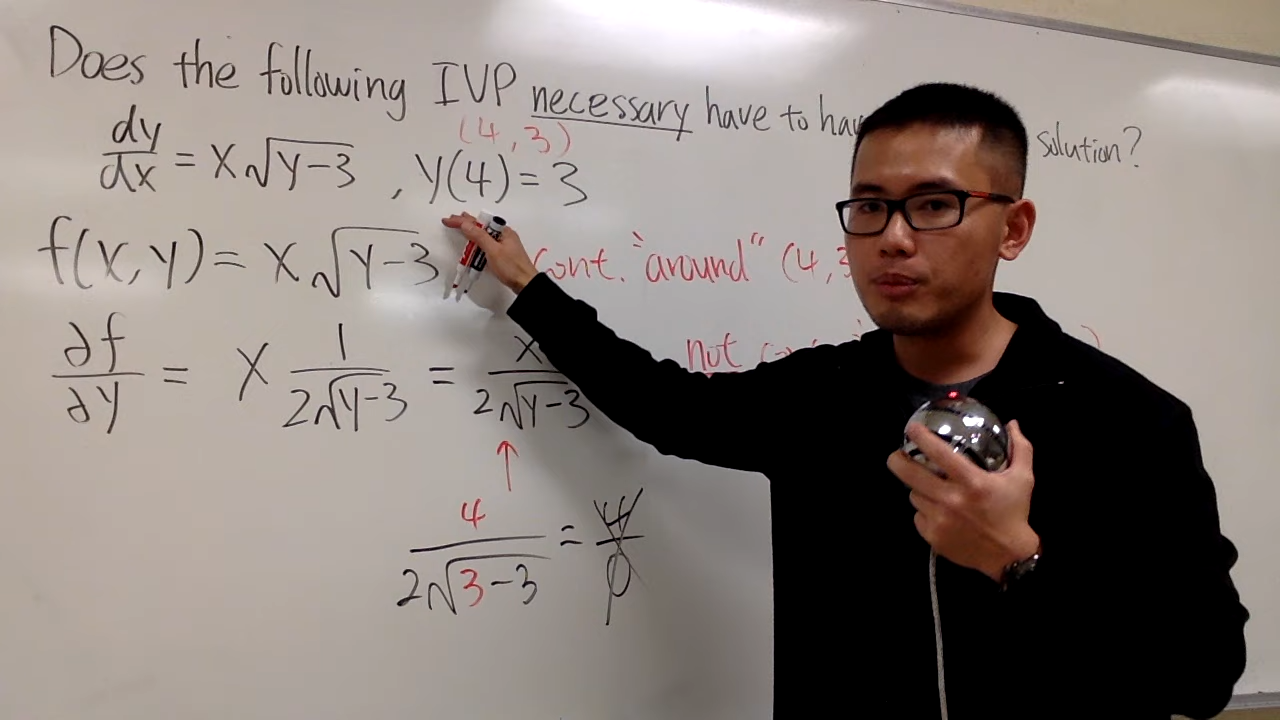 Does the following IVP necessary have to hav solution?
(4, 3)
dy/dx = x√(y-3) , y(4) = 3
f(x, y) = x√(y-3) cont. "around" (4, 3
∂f/∂y = x 1/(2√(y-3)) = x/(2√(y-3)) not
↑
4/(2√(3-3)) = 4/0